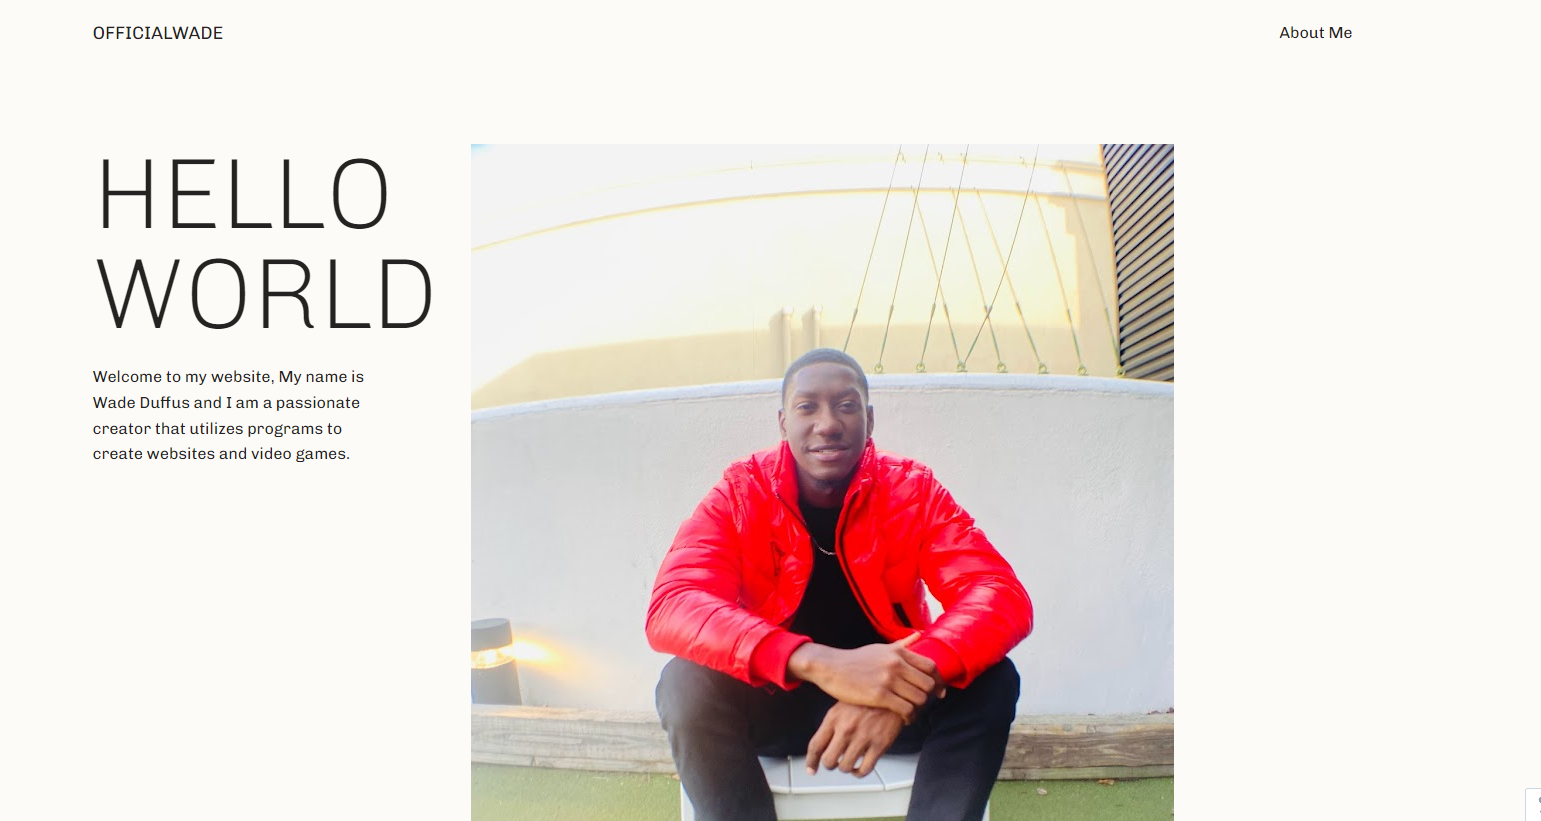 OFFICIALWADE
About Me
HELLO
WORLD
Welcome to my website, My name is
Wade Duffus and I am a passionate
creator that utilizes programs to
create websites and video games.